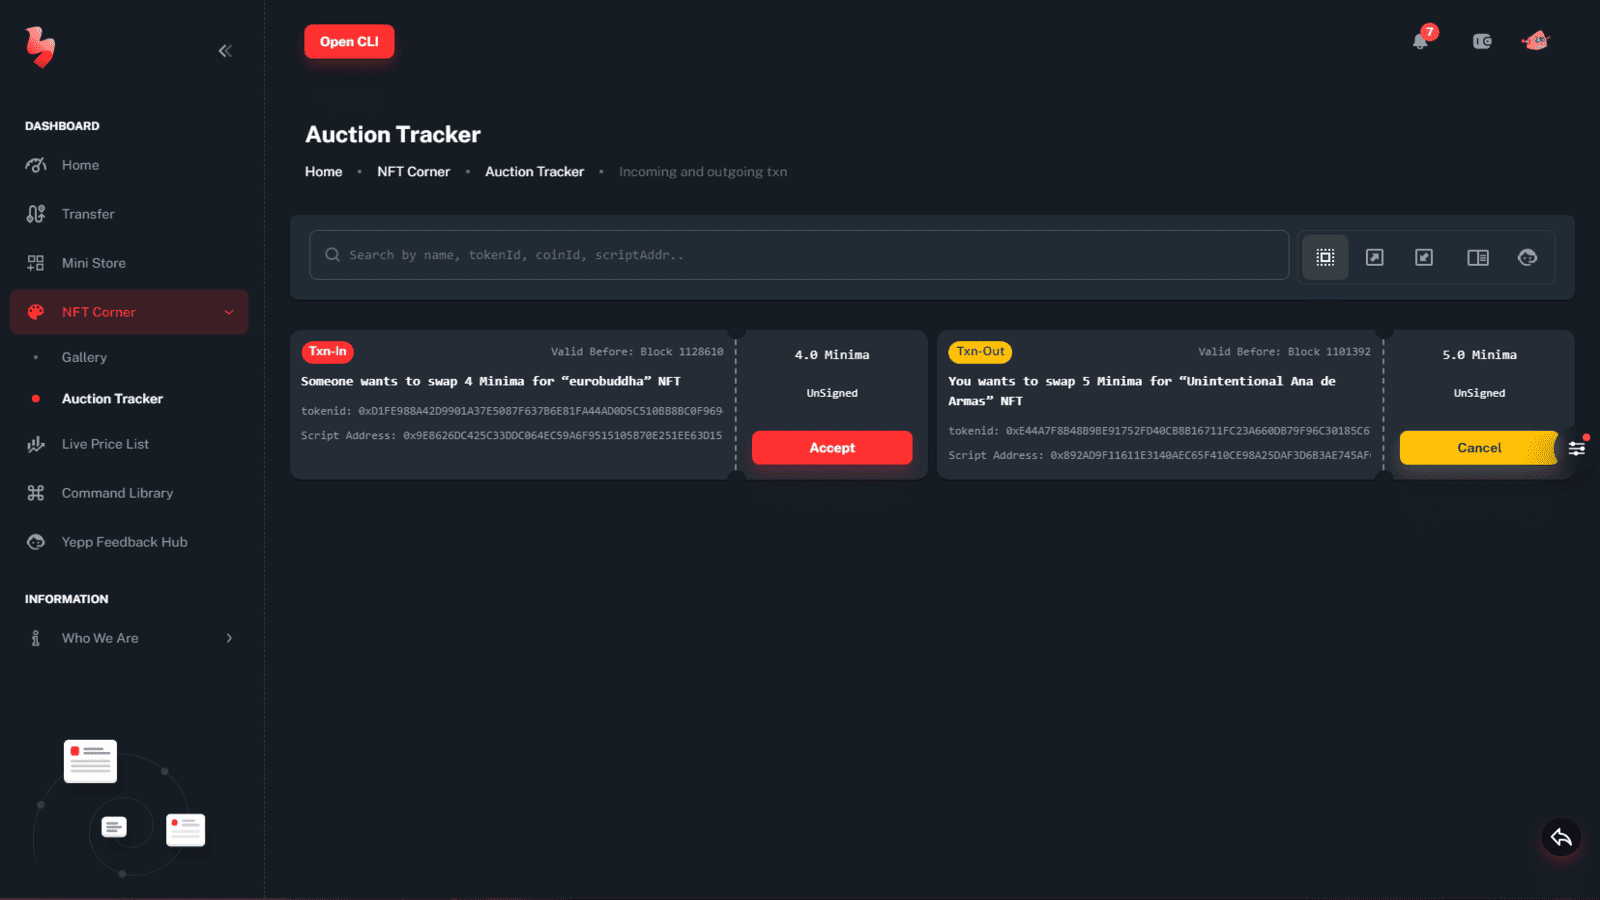 Open CLI
7
DASHBOARD
Home
Transfer
Mini Store
NFT Corner
Gallery
Auction Tracker
Live Price List
Command Library
Yepp Feedback Hub
INFORMATION
Who We Are
Auction Tracker
Home • NFT Corner • Auction Tracker • Incoming and outgoing txn
Search by name, tokenId, coinId, scriptAddr..
Txn-In
Valid Before: Block 1128610
Someone wants to swap 4 Minima for “eurobuddha” NFT
tokenid: 0xD1FE988A42D9901A37E5087F637B6E81FA44AD0D5C510BB8BC0F969
Script Address: 0x9E8626DC425C33DDC064EC59A6F9515105B70E251EE63D15
4.0 Minima
UnSigned
Accept
Txn-Out
Valid Before: Block 1101392
You wants to swap 5 Minima for “Unintentional Ana de
Armas” NFT
tokenid: 0xE44A7F8B48B9BE91752FD40CB8B16711FC23A660DB79F96C30185C6
Script Address: 0x892AD9F11611E3140AEC65F410CE98A25DAF3D6B3AE745AF
5.0 Minima
UnSigned
Cancel